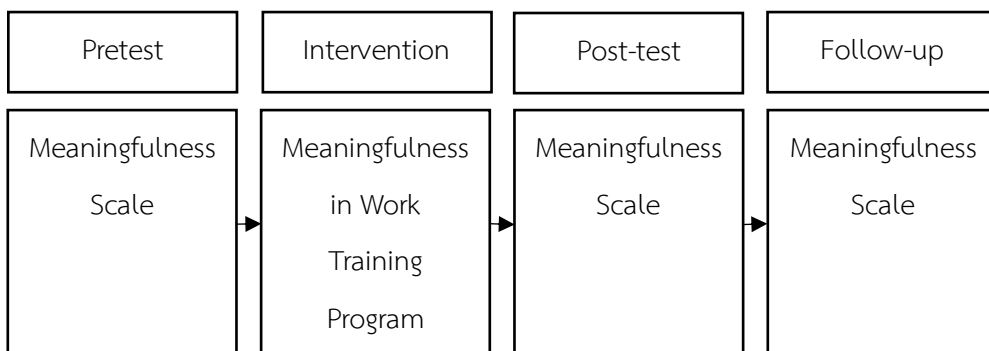 Pretest
Intervention
Post-test
Follow-up
Meaningfulness
Scale
Meaningfulness
in Work
Training
Program
Meaningfulness
Scale
Meaningfulness
Scale